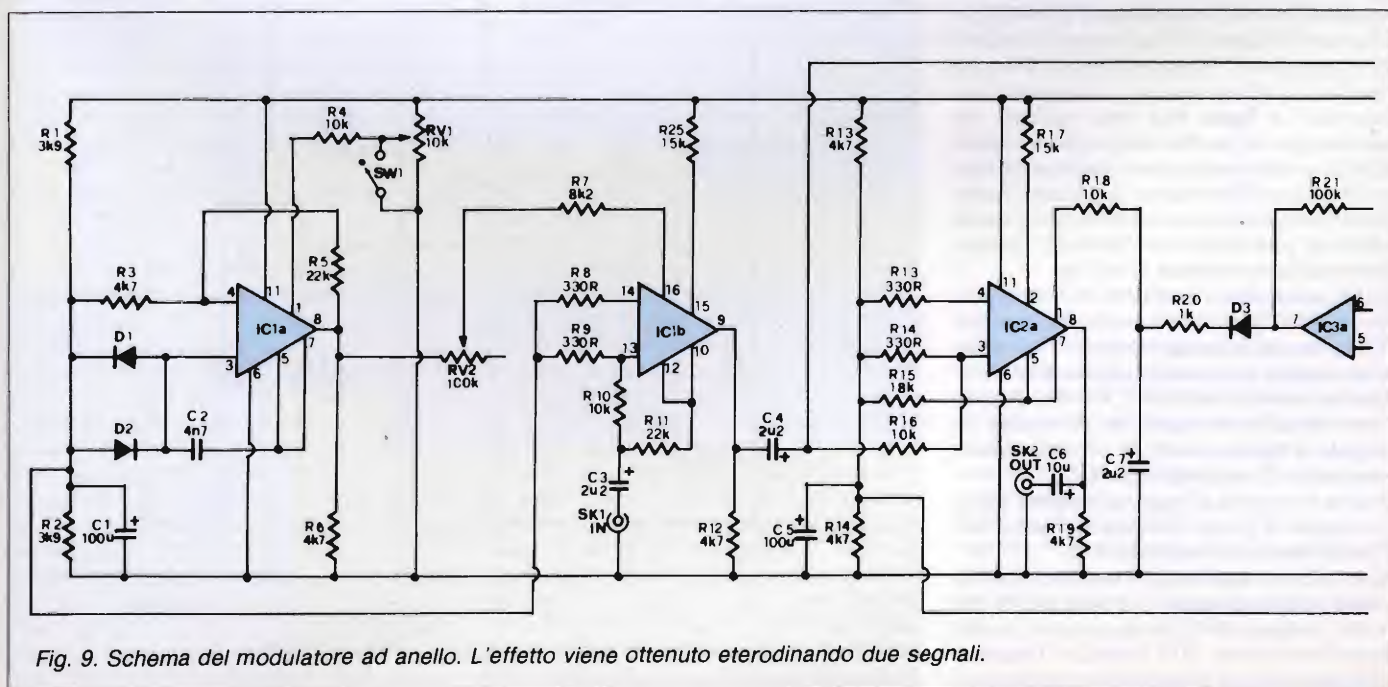 R1
3k9
R4
10k
RV1
10k
SW1
R25
15k
R13
4k7
R17
15k
R18
10k
R21
100k
R7
8k2
R5
22k
R3
4k7
4
11
1
IC1a
8
7
3
5
6
D1
D2
C2
4n7
R8
330R
14
16
15
IC1b
9
R9
330R
13
10
12
RV2
100k
R10
10k
R11
22k
R13
330R
4
11
2
1
IC2a
8
7
3
5
6
R14
330R
R15
18k
R16
10k
R20
1k
D3
7
IC3a
6
5
C4
2u2
C3
2u2
SK1
IN
R2
3k9
C1
100u
R6
4k7
R12
4k7
C5
100u
R14
4k7
SK2
OUT
C6
10u
C7
2u2
R19
4k7
Fig. 9. Schema del modulatore ad anello. L'effetto viene ottenuto eterodinando due segnali.